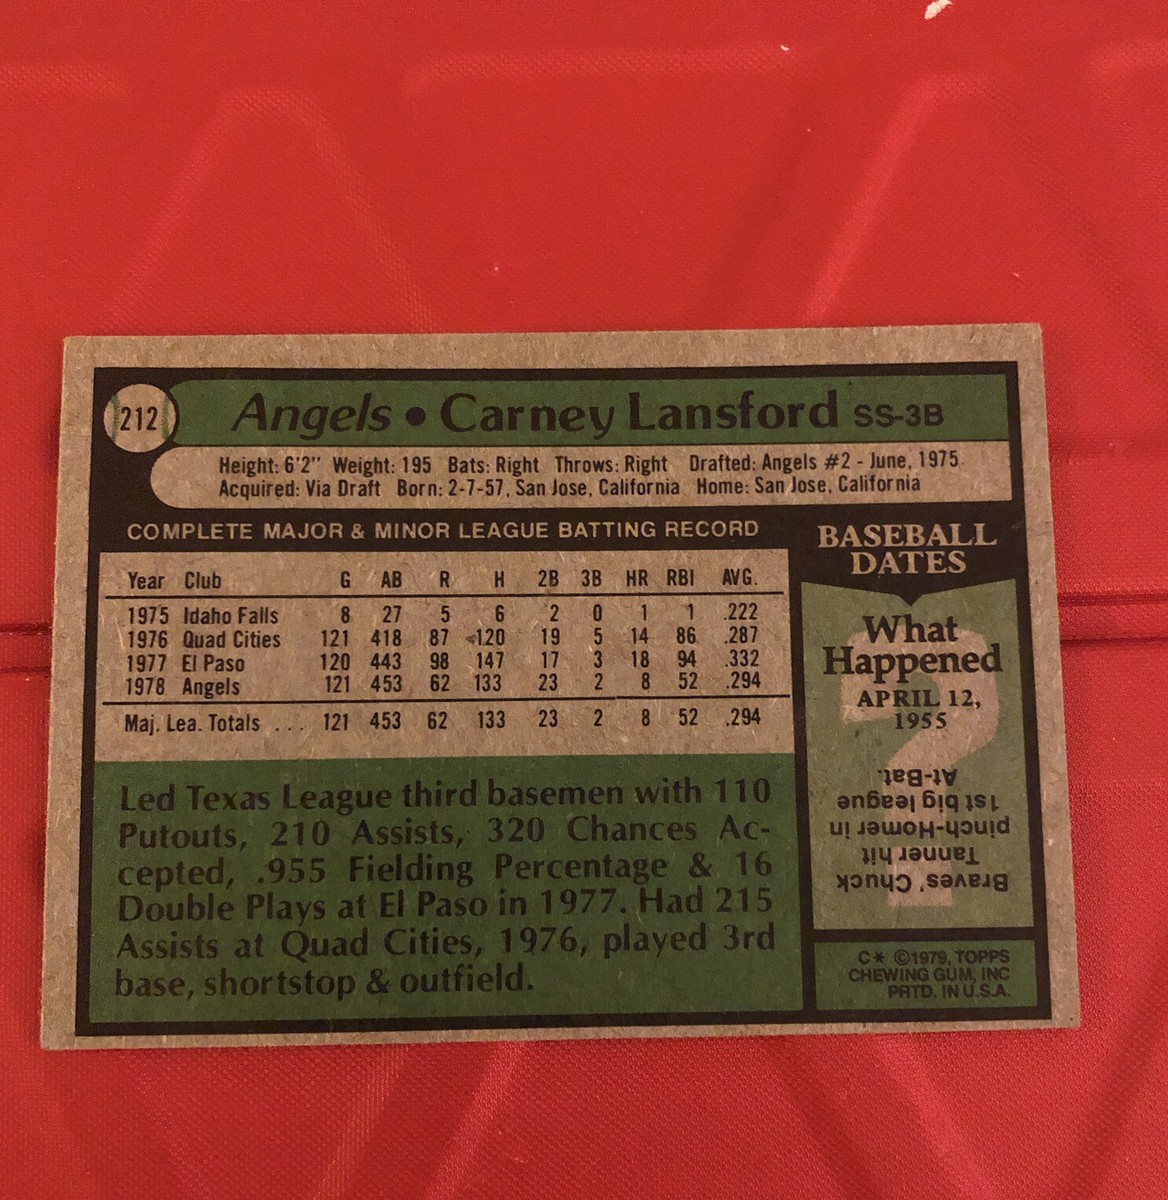 212
Angels • Carney Lansford SS-3B
Height: 6'2" Weight: 195 Bats: Right Throws: Right Drafted: Angels #2 - June, 1975
Acquired: Via Draft Born: 2-7-57, San Jose, California Home: San Jose, California
COMPLETE MAJOR & MINOR LEAGUE BATTING RECORD
Year Club G AB R H 2B 3B HR RBI AVG.
1975 Idaho Falls 8 27 5 6 2 0 1 1 .222
1976 Quad Cities 121 418 87 120 19 5 14 86 .287
1977 El Paso 120 443 98 147 17 3 18 94 .332
1978 Angels 121 453 62 133 23 2 8 52 .294
Maj. Lea. Totals ... 121 453 62 133 23 2 8 52 .294
Led Texas League third basemen with 110
Putouts, 210 Assists, 320 Chances Ac-
cepted, .955 Fielding Percentage & 16
Double Plays at El Paso in 1977. Had 215
Assists at Quad Cities, 1976, played 3rd
base, shortstop & outfield.
BASEBALL
DATES
What
Happened
APRIL 12,
1955
?
Braves' Chuck
Tanner hit
pinch-Homer in
1st big league
At-Bat.
C* ©1979, TOPPS
CHEWING GUM, INC
PRTD. IN U.S.A.